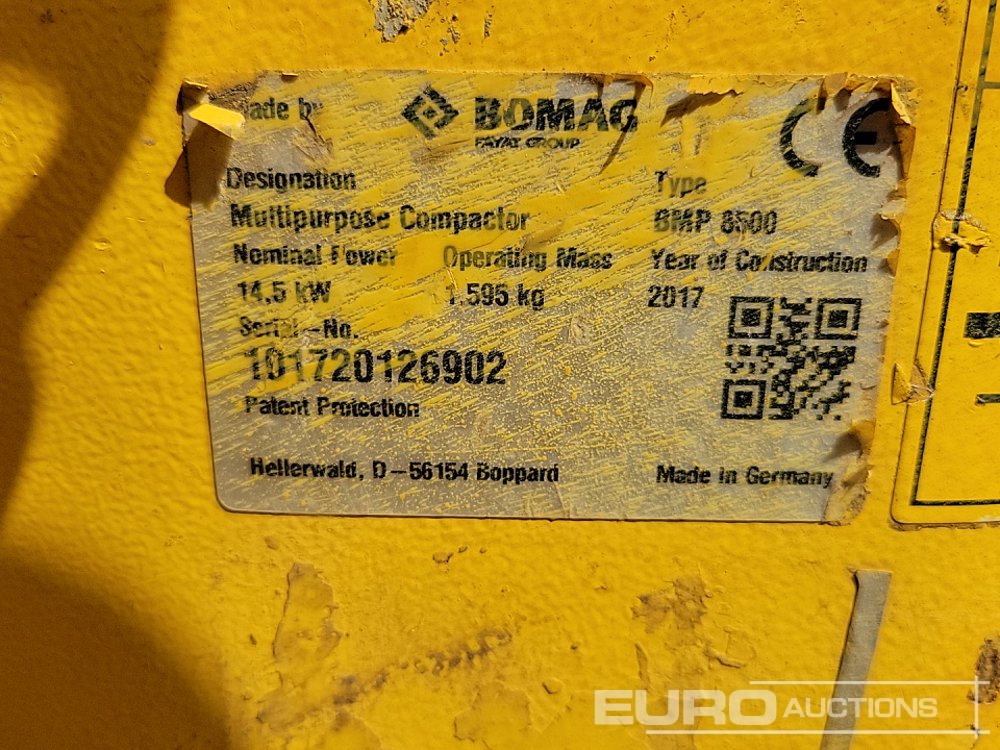 Made by BOMAG CE
FAYAT GROUP
Designation Type
Multipurpose Compactor BMP 8500
Nominal Power Operating Mass Year of Construction
14.5 kW 1.595 kg 2017
Serial-No.
101720126902
Patent Protection
Hellerwald, D-56154 Boppard Made in Germany
EURO AUCTIONS